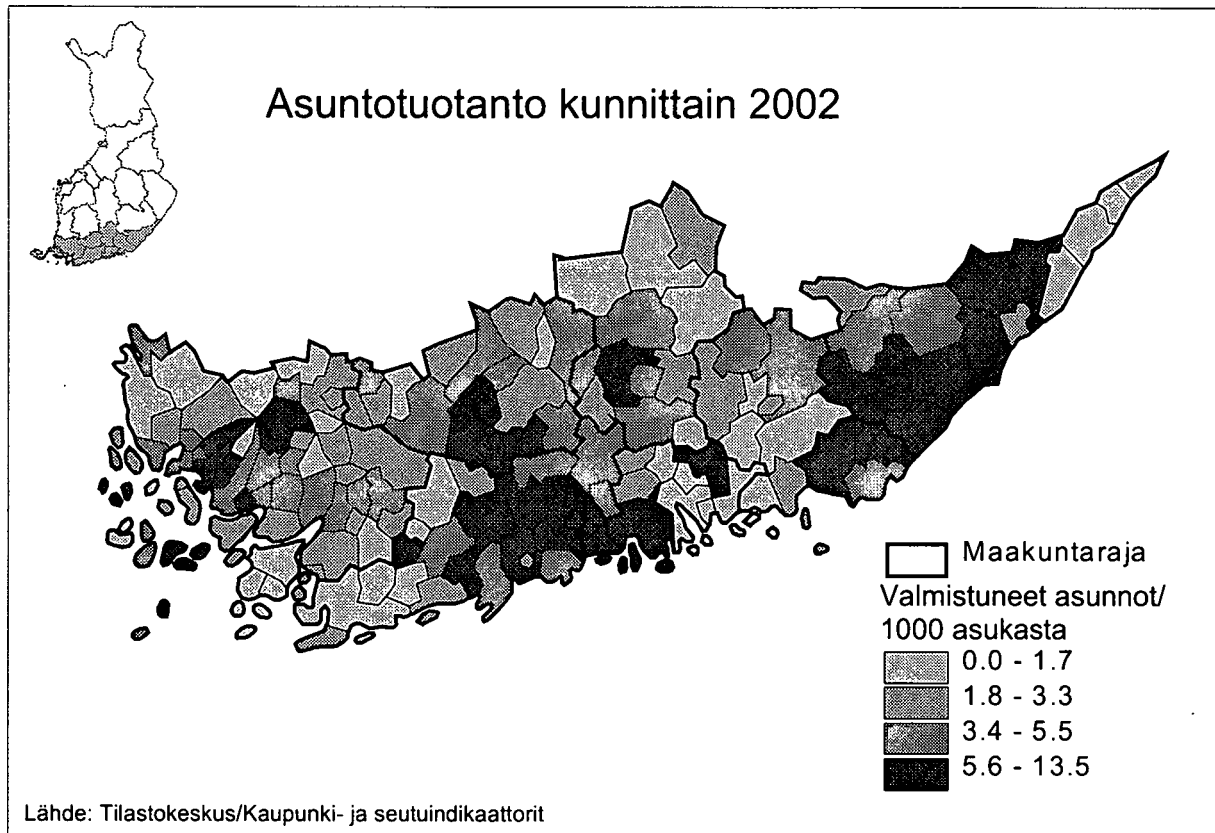 Asuntotuotanto kunnittain 2002
Maakuntaraja
Valmistuneet asunnot/
1000 asukasta
0.0 - 1.7
1.8 - 3.3
3.4 - 5.5
5.6 - 13.5
Lähde: Tilastokeskus/Kaupunki- ja seutuindikaattorit